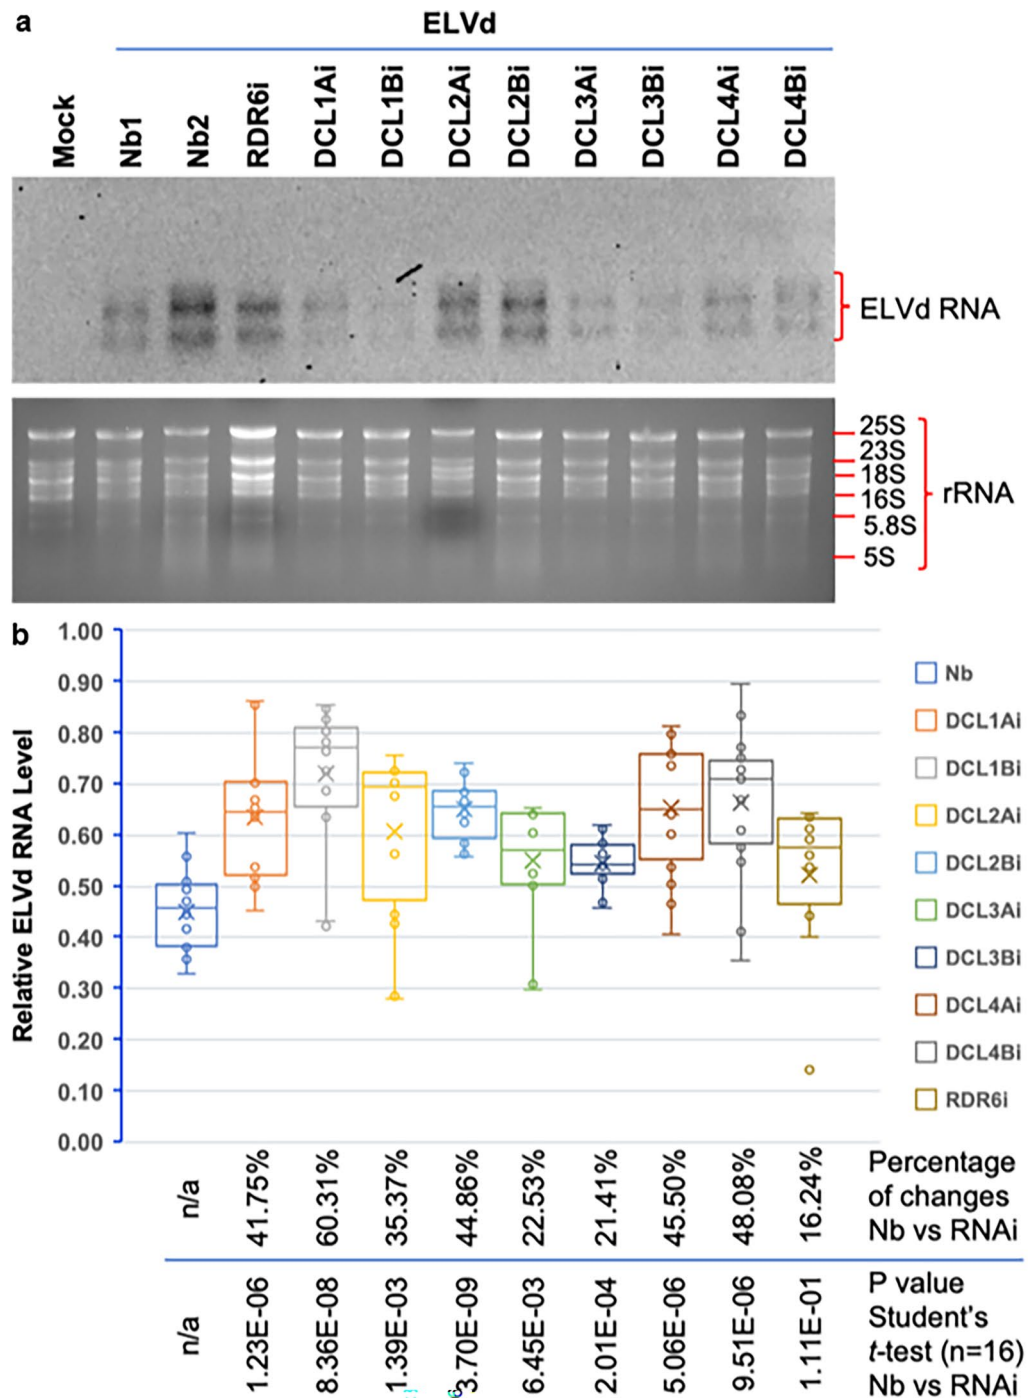 a
ELVd
Mock
Nb1
Nb2
RDR6i
DCL1Ai
DCL1Bi
DCL2Ai
DCL2Bi
DCL3Ai
DCL3Bi
DCL4Ai
DCL4Bi
ELVd RNA
25S
23S
18S
16S
5.8S
5S
rRNA
b
Relative ELVd RNA Level
1.00
0.90
0.80
0.70
0.60
0.50
0.40
0.30
0.20
0.10
0.00
Nb
DCL1Ai
DCL1Bi
DCL2Ai
DCL2Bi
DCL3Ai
DCL3Bi
DCL4Ai
DCL4Bi
RDR6i
n/a
41.75%
60.31%
35.37%
44.86%
22.53%
21.41%
45.50%
48.08%
16.24%
Percentage
of changes
Nb vs RNAi
n/a
1.23E-06
8.36E-08
1.39E-03
3.70E-09
6.45E-03
2.01E-04
5.06E-06
9.51E-06
1.11E-01
P value
Student's
t-test (n=16)
Nb vs RNAi